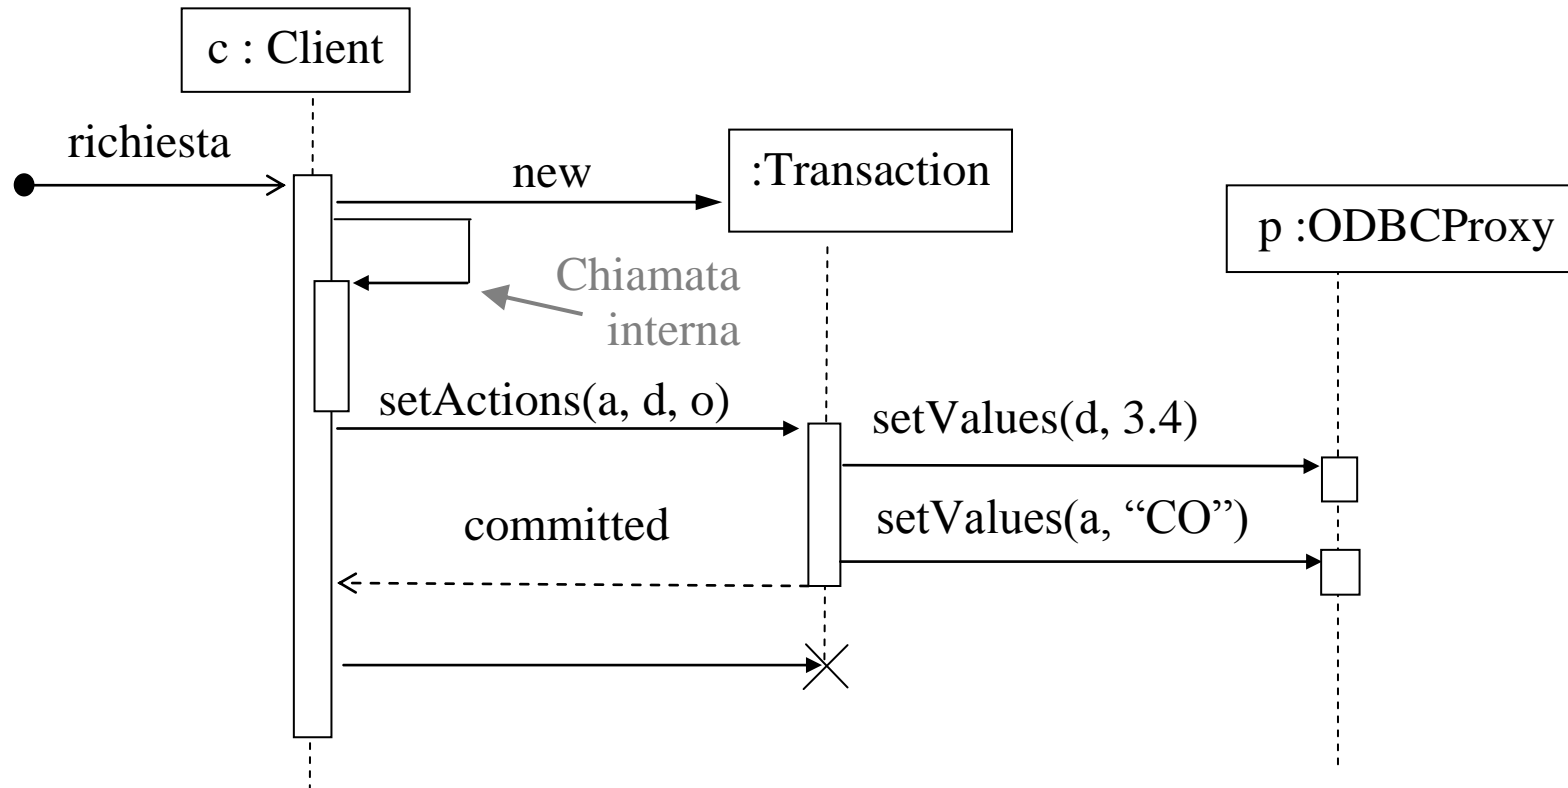 c : Client
richiesta
new
:Transaction
p :ODBCProxy
Chiamata
interna
setActions(a, d, o)
setValues(d, 3.4)
committed
setValues(a, “CO”)